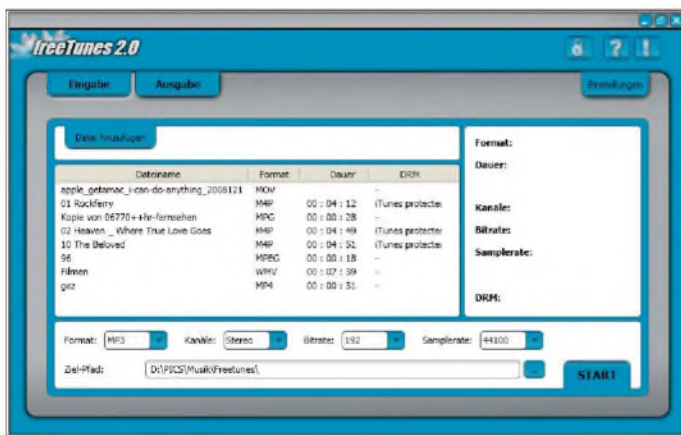 freeTunes 2.0
Eingabe Ausgabe Einstellungen
Datei hinzufügen
Dateiname Format Dauer DRM
apple_getamac_i-can-do-anything_2008121 MOV -
01 Rockferry M4P 00 : 04 : 12 iTunes protectec
Kopie von 06770++hr-fernsehen MPG 00 : 00 : 28 -
02 Heaven _ Where True Love Goes M4P 00 : 04 : 49 iTunes protectec
10 The Beloved M4P 00 : 04 : 51 iTunes protectec
96 MPEG 00 : 00 : 18 -
Filmen WMV 00 : 07 : 39 -
gez MP4 00 : 00 : 31 -
Format:
Dauer:
Kanäle:
Bitrate:
Samplerate:
DRM:
Format: MP3 Kanäle: Stereo Bitrate: 192 Samplerate: 44100
Ziel-Pfad: D:\PICS\Musik\Freetunes\ ...
START